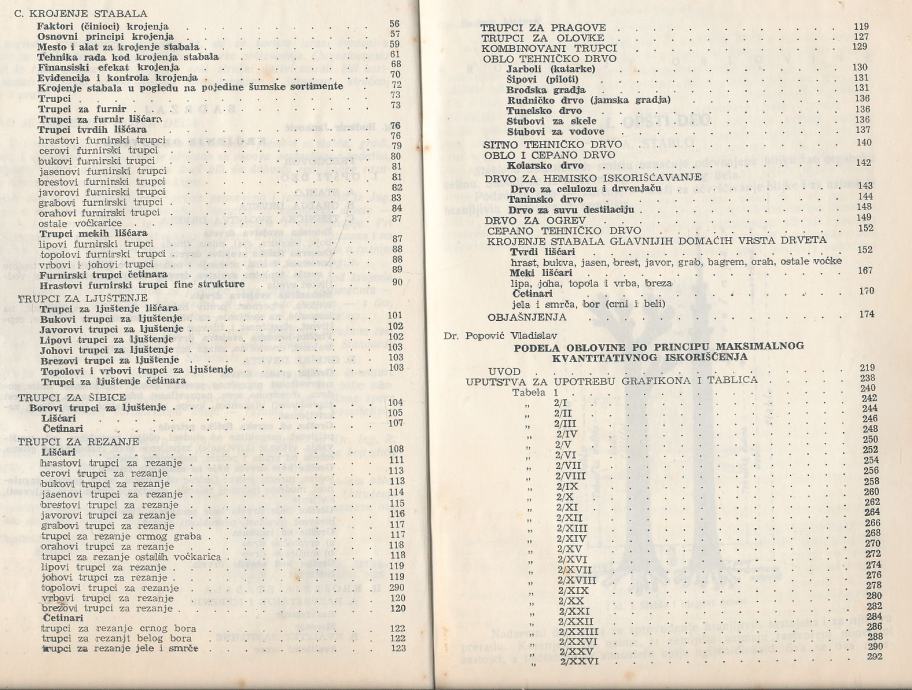 C. KROJENJE STABALA
Faktori (činioci) krojenja 56
Osnovni principi krojenja 57
Mesto i alat za krojenje stabala 59
Tehnika rada kod krojenja stabala 61
Finansiski efekat krojenja 68
Evidencija i kontrola krojenja 70
Krojenje stabala u pogledu na pojedine šumske sortimente 72
Trupci 73
Trupci za furnir 73
Trupci za furnir lišćara
Trupci tvrdih lišćara 76
hrastovi furnirski trupci 76
cerovi furnirski trupci 79
bukovi furnirski trupci 80
jasenovi furnirski trupci 81
brestovi furnirski trupci 81
javorovi furnirski trupci 82
grabovi furnirski trupci 83
orahovi furnirski trupci 84
ostale voćkarice 87
Trupci mekih lišćara
lipovi furnirski trupci 87
topolovi furnirski trupci 88
vrbovi i johovi trupci 88
Furnirski trupci četinara 89
Hrastovi furnirski trupci fine strukture 90
TRUPCI ZA LJUŠTENJE
Trupci za ljuštenje lišćara
Bukovi trupci za ljuštenje 101
Javorovi trupci za ljuštenje 102
Lipovi trupci za ljuštenje 102
Johovi trupci za ljuštenje 103
Brezovi trupci za ljuštenje 103
Topolovi i vrbovi trupci za ljuštenje 103
Trupci za ljuštenje četinara
TRUPCI ZA ŠIBICE 104
Borovi trupci za ljuštenje 105
Lišćari 107
Četinari
TRUPCI ZA REZANJE
Lišćari 108
hrastovi trupci za rezanje 111
cerovi trupci za rezanje 113
bukovi trupci za rezanje 113
jasenovi trupci za rezanje 114
brestovi trupci za rezanje 115
javorovi trupci za rezanje 116
grabovi trupci za rezanje 117
trupci za rezanje crnog graba 117
orahovi trupci za rezanje 118
trupci za rezanje ostalih voćkarica 118
lipovi trupci za rezanje 119
johovi trupci za rezanje 119
topolovi trupci za rezanje 290
vrbovi trupci za rezanje 120
brezovi trupci za rezanje 120
Četinari
trupci za rezanje crnog bora 122
trupci za rezanjt belog bora 122
trupci za rezanje jele i smrče 123
TRUPCI ZA PRAGOVE 119
TRUPCI ZA OLOVKE 127
KOMBINOVANI TRUPCI 129
OBLO TEHNIČKO DRVO
Jarboli (katarke) 130
Šipovi (piloti) 131
Brodska gradja 131
Rudničko drvo (jamska gradja) 136
Tunelsko drvo 136
Stubovi za skele 136
Stubovi za vodove 137
SITNO TEHNIČKO DRVO 140
OBLO I CEPANO DRVO
Kolarsko drvo 142
DRVO ZA HEMISKO ISKORIŠĆAVANJE
Drvo za celulozu i drvenjaču 143
Taninsko drvo 144
Drvo za suvu destilaciju 148
DRVO ZA OGREV 149
CEPANO TEHNIČKO DRVO 152
KROJENJE STABALA GLAVNIJIH DOMAĆIH VRSTA DRVETA
Tvrdi lišćari 152
hrast, bukva, jasen, brest, javor, grab, bagrem, orah, ostale voćke
Meki lišćari 167
lipa, joha, topola i vrba, breza
Četinari 170
jela i smrča, bor (crni i beli)
OBJAŠNJENJA 174
Dr. Popović Vladislav
PODELA OBLOVINE PO PRINCIPU MAKSIMALNOG
KVANTITATIVNOG ISKORIŠĆENJA
UVOD 219
UPUTSTVA ZA UPOTREBU GRAFIKONA I TABLICA 238
Tabela 1 240
„ 2/I 242
„ 2/II 244
„ 2/III 246
„ 2/IV 248
„ 2/V 250
„ 2/VI 252
„ 2/VII 254
„ 2/VIII 256
„ 2/IX 258
„ 2/X 260
„ 2/XI 262
„ 2/XII 264
„ 2/XIII 266
„ 2/XIV 268
„ 2/XV 270
„ 2/XVI 272
„ 2/XVII 274
„ 2/XVIII 276
„ 2/XIX 278
„ 2/XX 280
„ 2/XXI 282
„ 2/XXII 284
„ 2/XXIII 286
„ 2/XXVI 288
„ 2/XXV 290
„ 2/XXVI 292